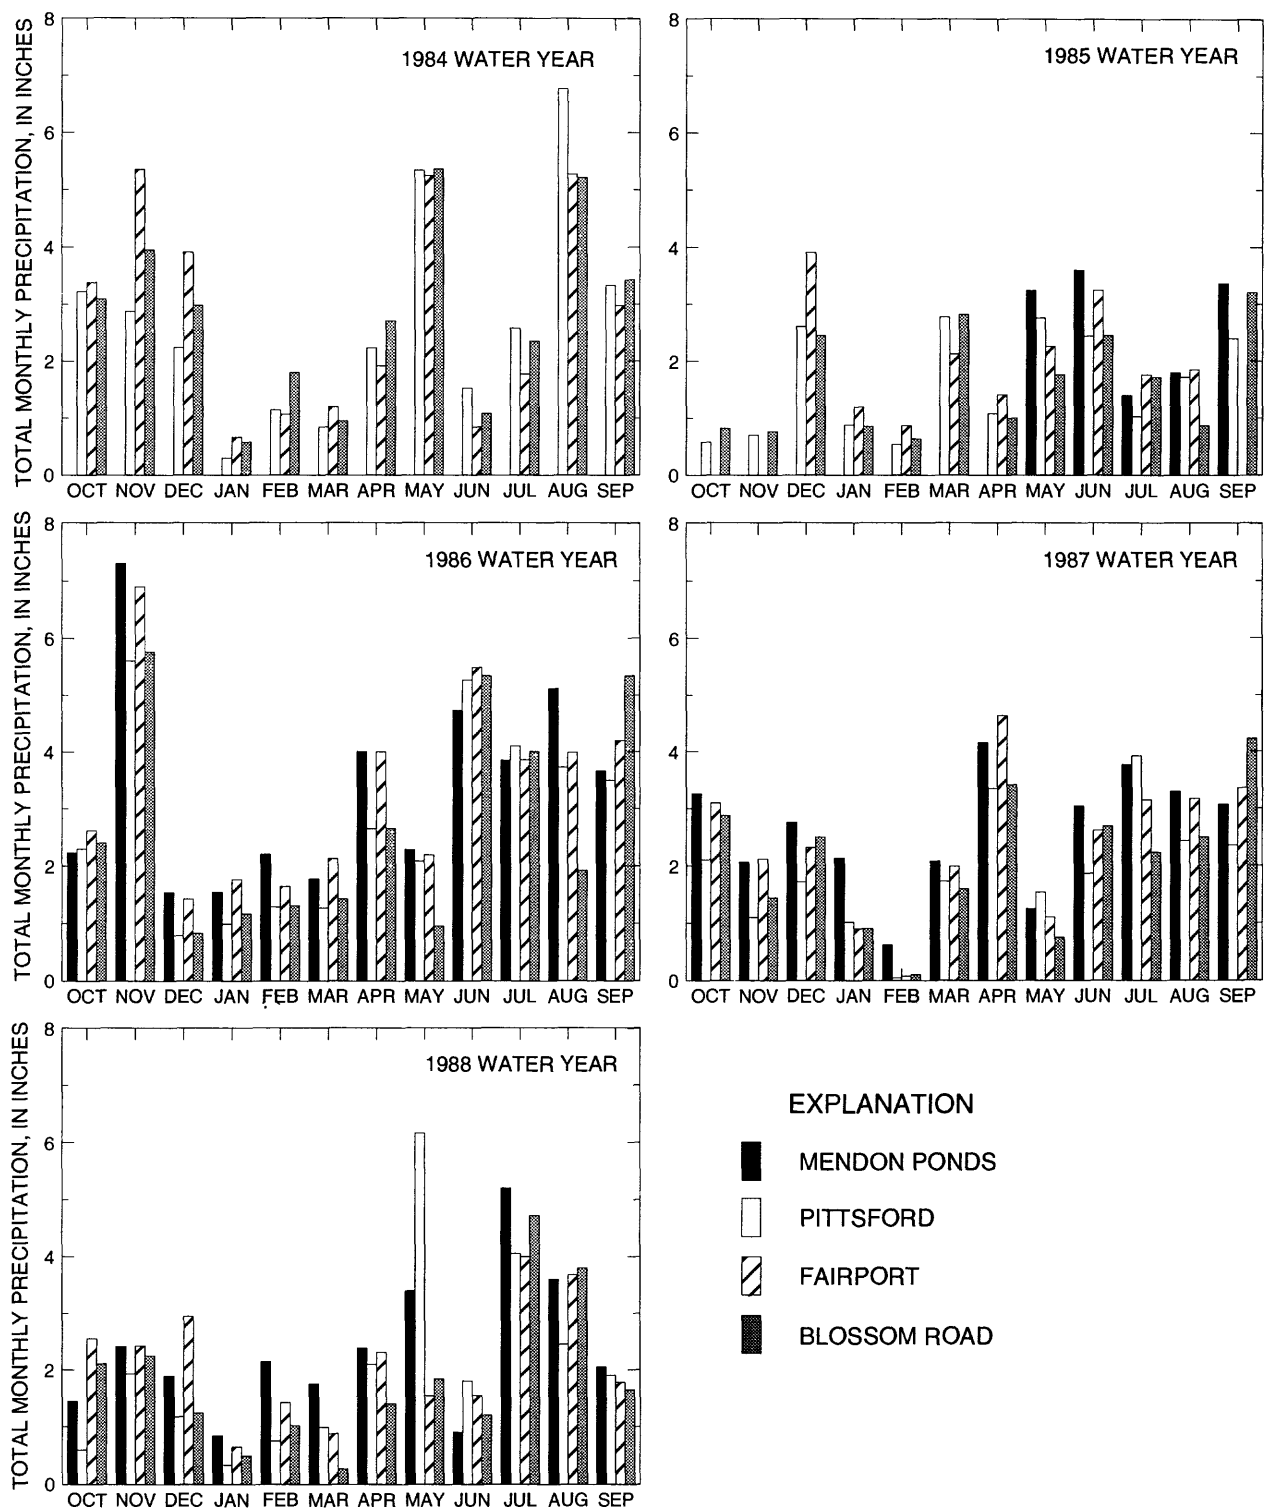 TOTAL MONTHLY PRECIPITATION, IN INCHES
8
6
4
2
0
1984 WATER YEAR
OCT NOV DEC JAN FEB MAR APR MAY JUN JUL AUG SEP
8
6
4
2
0
1985 WATER YEAR
OCT NOV DEC JAN FEB MAR APR MAY JUN JUL AUG SEP
TOTAL MONTHLY PRECIPITATION, IN INCHES
8
6
4
2
0
1986 WATER YEAR
OCT NOV DEC JAN FEB MAR APR MAY JUN JUL AUG SEP
8
6
4
2
0
1987 WATER YEAR
OCT NOV DEC JAN FEB MAR APR MAY JUN JUL AUG SEP
TOTAL MONTHLY PRECIPITATION, IN INCHES
8
6
4
2
0
1988 WATER YEAR
OCT NOV DEC JAN FEB MAR APR MAY JUN JUL AUG SEP
EXPLANATION
MENDON PONDS
PITTSFORD
FAIRPORT
BLOSSOM ROAD